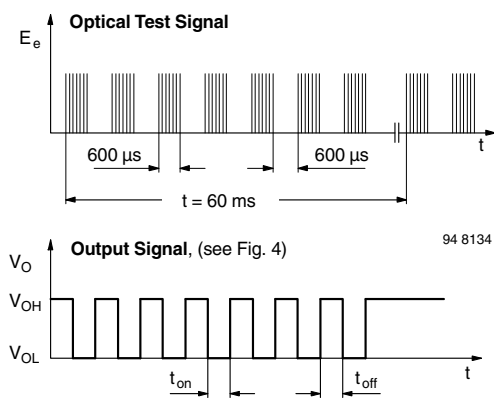 Optical Test Signal
Ee
t
600 µs
600 µs
t = 60 ms
Output Signal, (see Fig. 4)
94 8134
VO
VOH
VOL
ton
toff
t